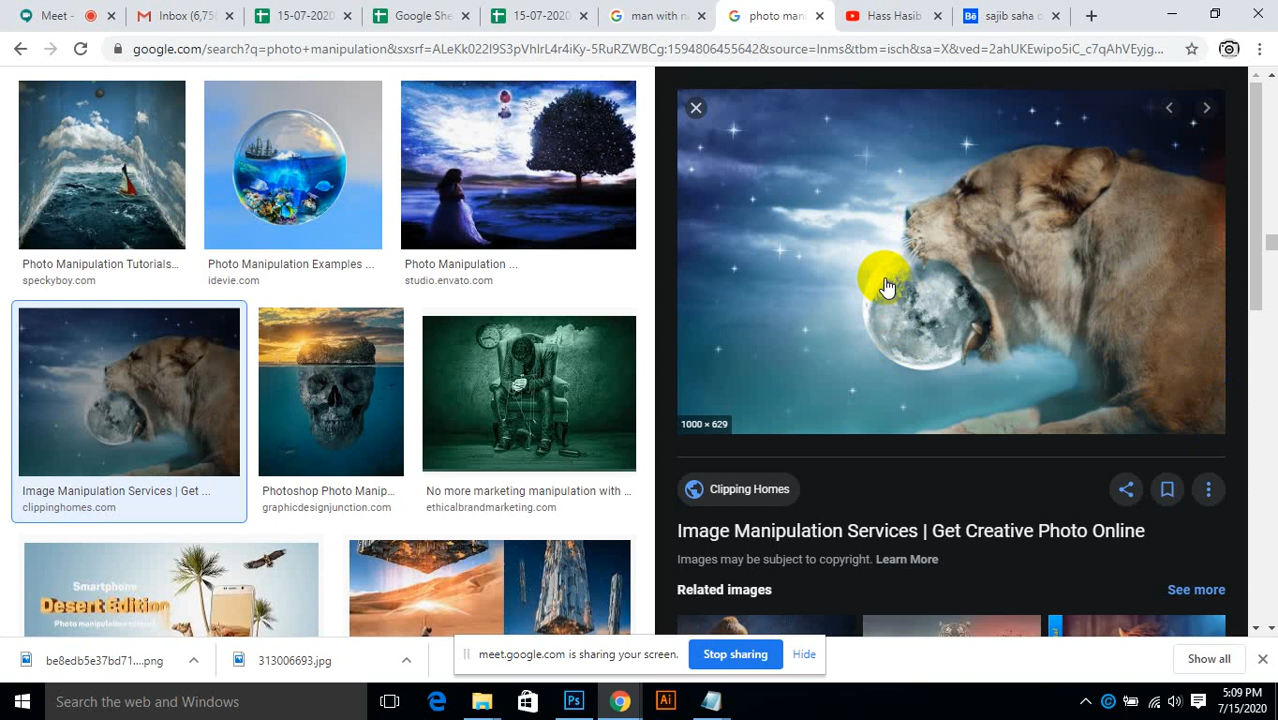 Meet -
Inbox (6,75
15-07-2020
Google She
15-07-2020
man with n
photo man
Hass Hasib
sajib saha
google.com/search?q=photo+manipulation&sxsrf=ALeKk022I9S3pVhlrL4r4iKy-5RuRZWBCg:1594806455642&source=lnms&tbm=isch&sa=X&ved=2ahUKEwipo5iC_c7qAhVEyjg...
Photo Manipulation Tutorials...
speckyboy.com
Photo Manipulation Examples ...
idevie.com
Photo Manipulation ...
studio.envato.com
Image Manipulation Services | Get ...
clippinghomes.com
Photoshop Photo Manip...
graphicdesignjunction.com
No more marketing manipulation with ...
ethicalbrandmarketing.com
Smartphone
Desert Edition
Photo manipulation tutorial
1000 × 629
Clipping Homes
Image Manipulation Services | Get Creative Photo Online
Images may be subject to copyright. Learn More
Related images
See more
be8edb5e37bd71....png
313006693.jpg
meet.google.com is sharing your screen.
Stop sharing
Hide
Show all
Search the web and Windows
Ps
Ai
5:09 PM
7/15/2020